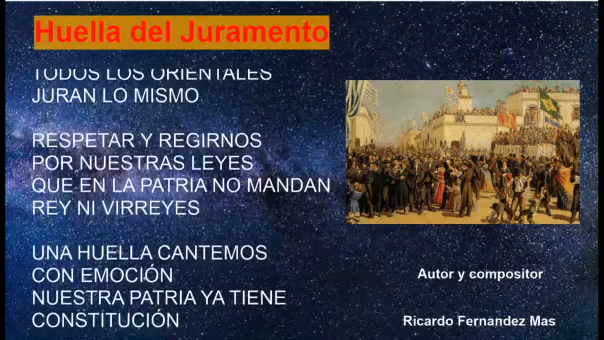 Huella del Juramento
TODOS LOS ORIENTALES
JURAN LO MISMO
RESPETAR Y REGIRNOS
POR NUESTRAS LEYES
QUE EN LA PATRIA NO MANDAN
REY NI VIRREYES
UNA HUELLA CANTEMOS
CON EMOCIÓN
NUESTRA PATRIA YA TIENE
CONSTITUCIÓN
Autor y compositor
Ricardo Fernandez Mas